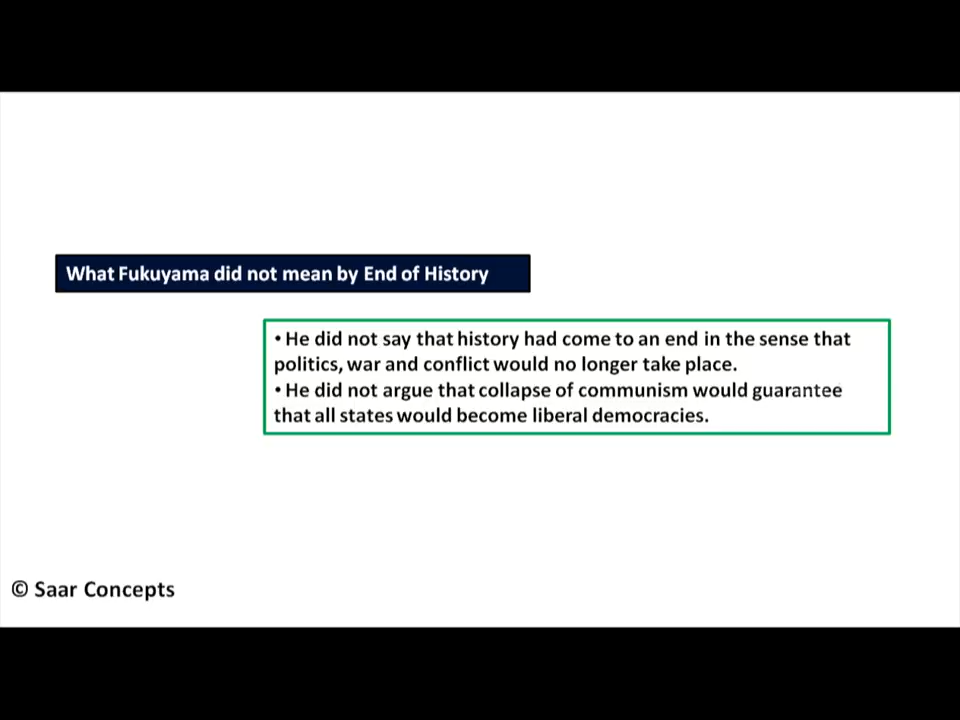 What Fukuyama did not mean by End of History
• He did not say that history had come to an end in the sense that
politics, war and conflict would no longer take place.
• He did not argue that collapse of communism would guarantee
that all states would become liberal democracies.
© Saar Concepts